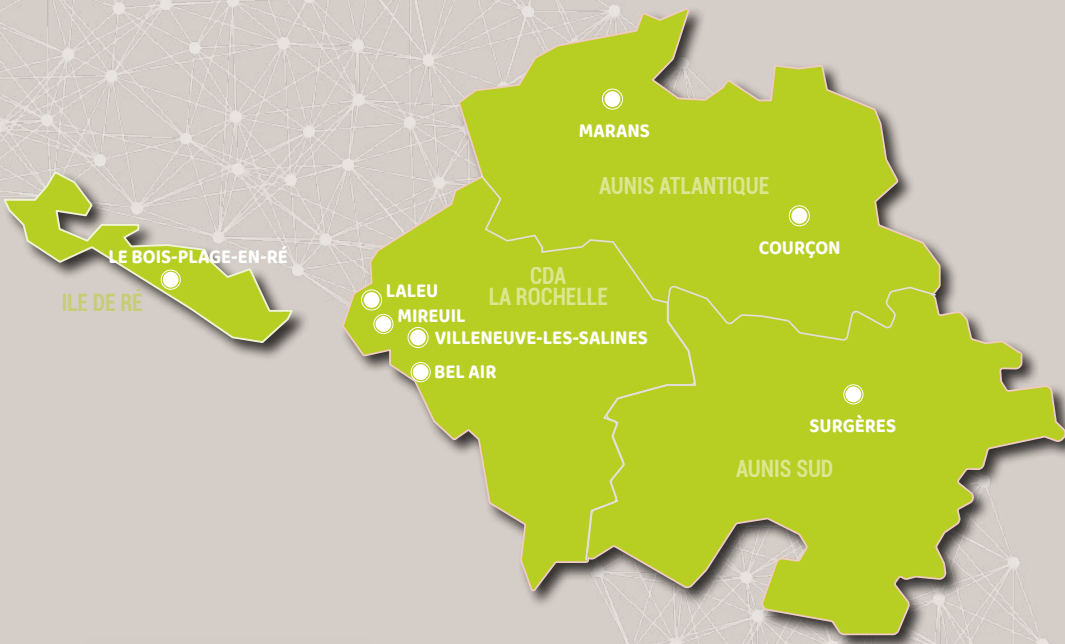 MARANS
AUNIS ATLANTIQUE
COURÇON
LE BOIS-PLAGE-EN-RÉ
ILE DE RÉ
CDA
LA ROCHELLE
LALEU
MIREUIL
VILLENEUVE-LES-SALINES
BEL AIR
SURGÈRES
AUNIS SUD